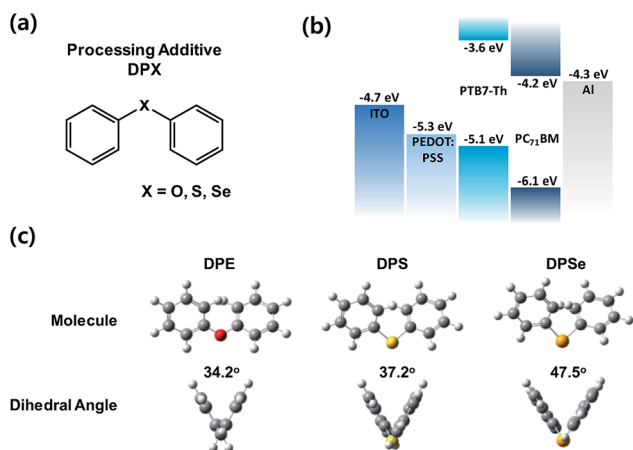 (a)
Processing Additive
DPX
X
X = O, S, Se
(b)
-3.6 eV
-4.2 eV
-4.3 eV
-4.7 eV
PTB7-Th
Al
ITO
-5.3 eV
-5.1 eV
PEDOT:
PSS
PC₇₁BM
-6.1 eV
(c)
DPE
DPS
DPSe
Molecule
34.2°
37.2°
47.5°
Dihedral Angle